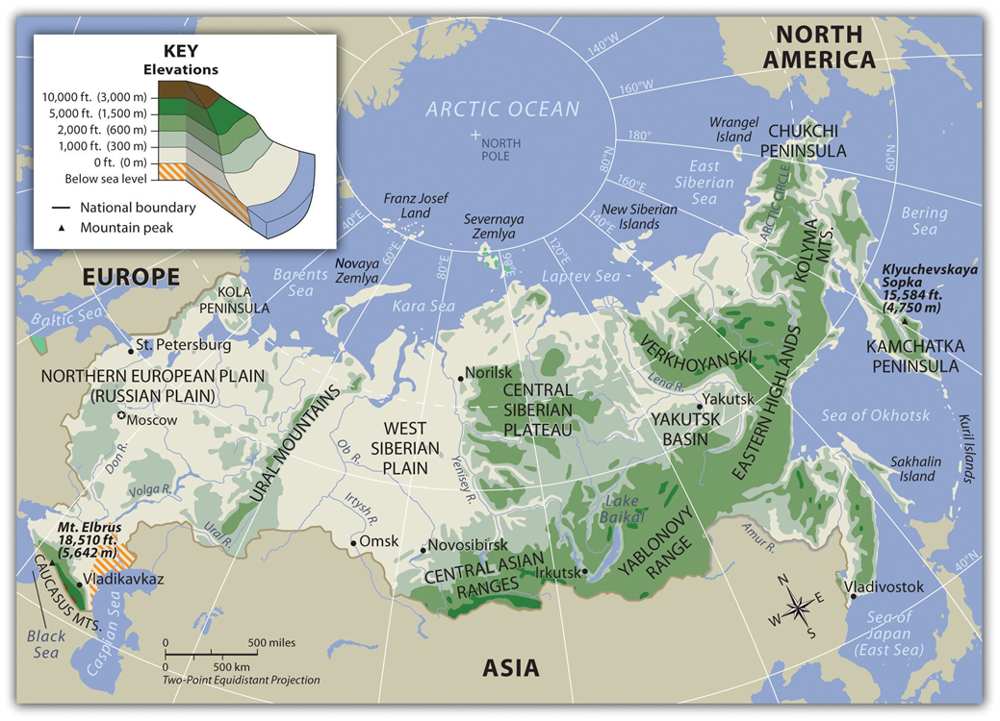 KEY
Elevations
10,000 ft. (3,000 m)
5,000 ft. (1,500 m)
2,000 ft. (600 m)
1,000 ft. (300 m)
0 ft. (0 m)
Below sea level
National boundary
Mountain peak
NORTH
AMERICA
ARCTIC OCEAN
NORTH
POLE
140°W
160°W
180°
160°E
140°E
120°E
90°E
80°E
60°E
40°E
80°N
60°N
40°N
Wrangel
Island
CHUKCHI
PENINSULA
ARCTIC CIRCLE
East
Siberian
Sea
New Siberian
Islands
Bering
Sea
KOLYMA
MTS.
Franz Josef
Land
Severnaya
Zemlya
Novaya
Zemlya
Barents
Sea
Kara Sea
Laptev Sea
Klyuchevskaya
Sopka
15,584 ft.
(4,750 m)
KAMCHATKA
PENINSULA
EUROPE
Baltic Sea
KOLA
PENINSULA
St. Petersburg
NORTHERN EUROPEAN PLAIN
(RUSSIAN PLAIN)
Moscow
Don R.
Volga R.
Ural R.
URAL MOUNTAINS
Ob R.
Irtysh R.
WEST
SIBERIAN
PLAIN
Yenisey R.
Norilsk
CENTRAL
SIBERIAN
PLATEAU
VERKHOYANSKI
Lena R.
Yakutsk
YAKUTSK
BASIN
EASTERN HIGHLANDS
Sea of Okhotsk
Kuril Islands
Sakhalin
Island
Mt. Elbrus
18,510 ft.
(5,642 m)
CAUCASUS MTS.
Vladikavkaz
Black
Sea
Caspian Sea
Omsk
Novosibirsk
CENTRAL ASIAN
RANGES
Irkutsk
Lake
Baikal
YABLONOVY
RANGE
Amur R.
Vladivostok
Sea of
Japan
(East Sea)
N
E
S
W
0 500 miles
0 500 km
Two-Point Equidistant Projection
ASIA